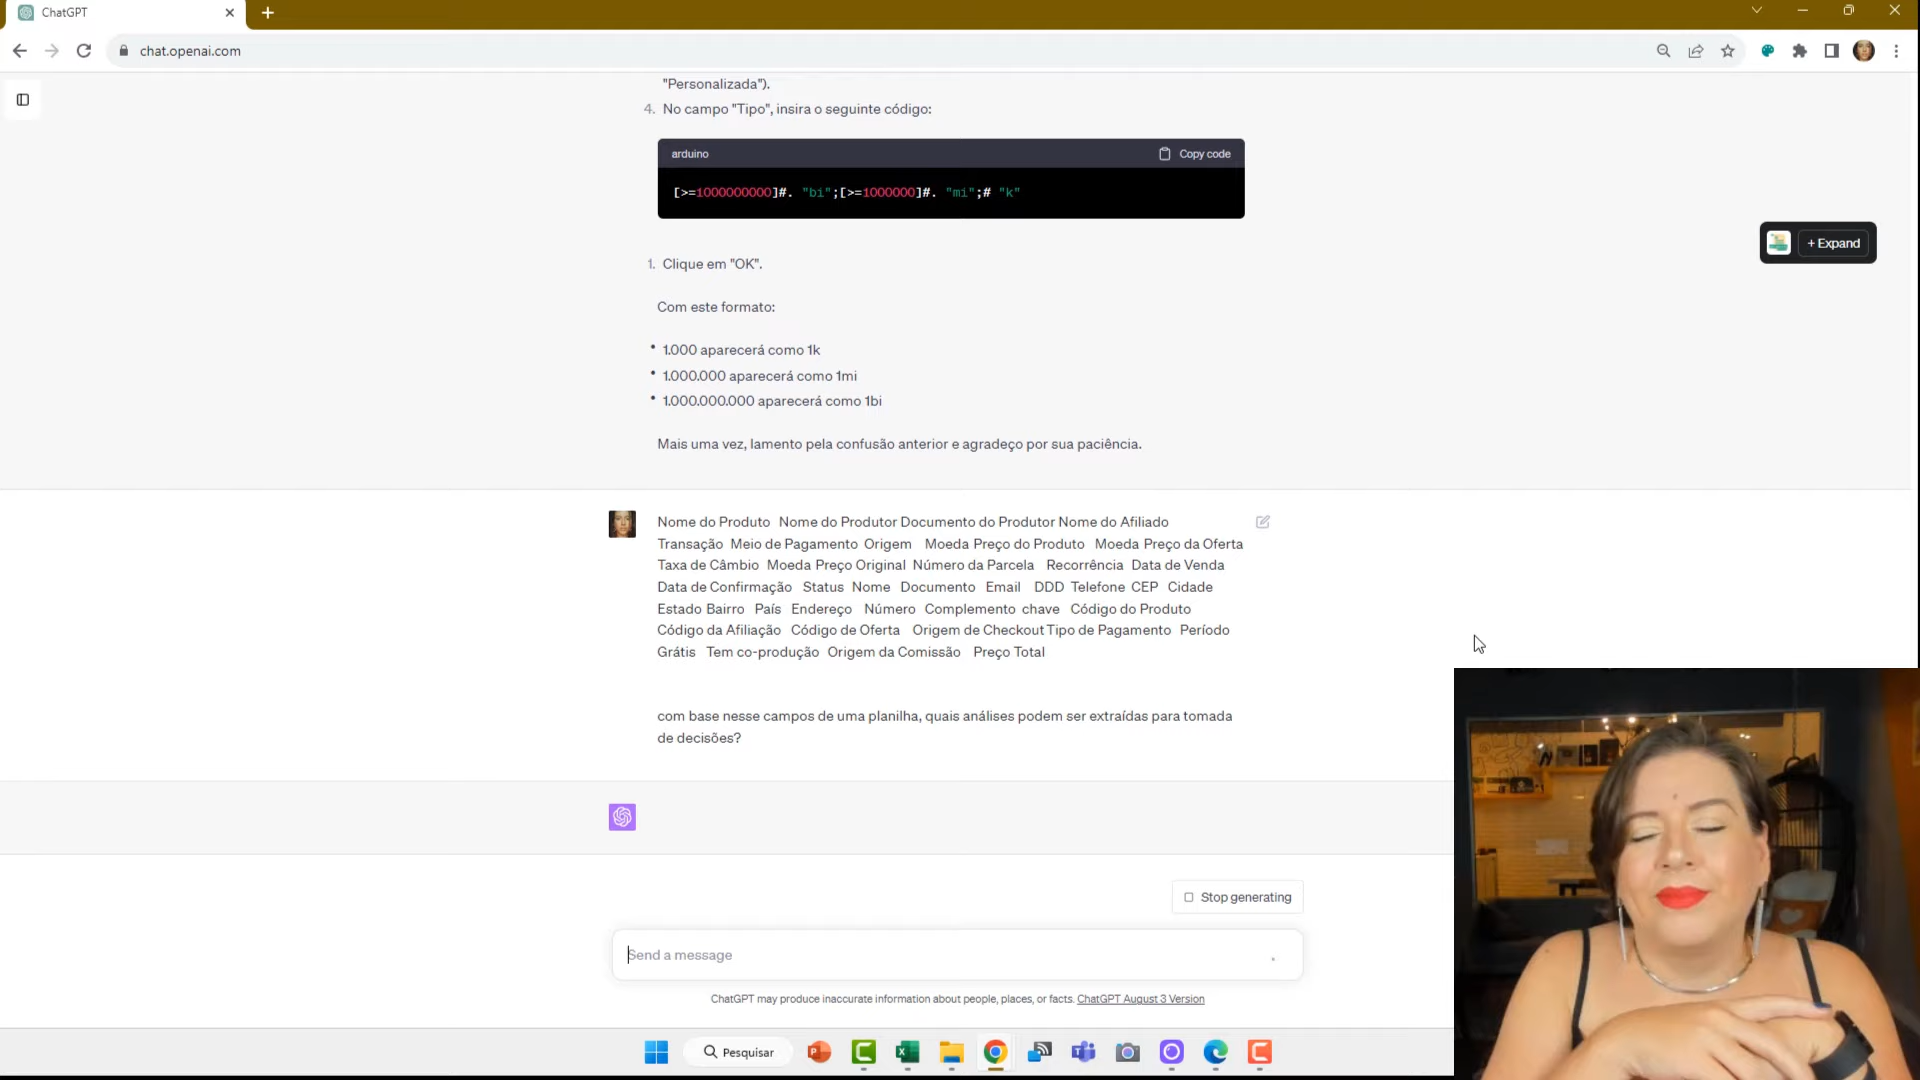 ChatGPT
chat.openai.com
"Personalizada").
4. No campo "Tipo", insira o seguinte código:
arduino
Copy code
[>=1000000000]#. "bi";[>=1000000]#. "mi";# "k"
+ Expand
1. Clique em "OK".
Com este formato:
• 1.000 aparecerá como 1k
• 1.000.000 aparecerá como 1mi
• 1.000.000.000 aparecerá como 1bi
Mais uma vez, lamento pela confusão anterior e agradeço por sua paciência.
Nome do Produto Nome do Produtor Documento do Produtor Nome do Afiliado
Transação Meio de Pagamento Origem Moeda Preço do Produto Moeda Preço da Oferta
Taxa de Câmbio Moeda Preço Original Número da Parcela Recorrência Data de Venda
Data de Confirmação Status Nome Documento Email DDD Telefone CEP Cidade
Estado Bairro País Endereço Número Complemento chave Código do Produto
Código da Afiliação Código de Oferta Origem de Checkout Tipo de Pagamento Período
Grátis Tem co-produção Origem da Comissão Preço Total
com base nesse campos de uma planilha, quais análises podem ser extraídas para tomada
de decisões?
Stop generating
Send a message
ChatGPT may produce inaccurate information about people, places, or facts. ChatGPT August 3 Version
Pesquisar